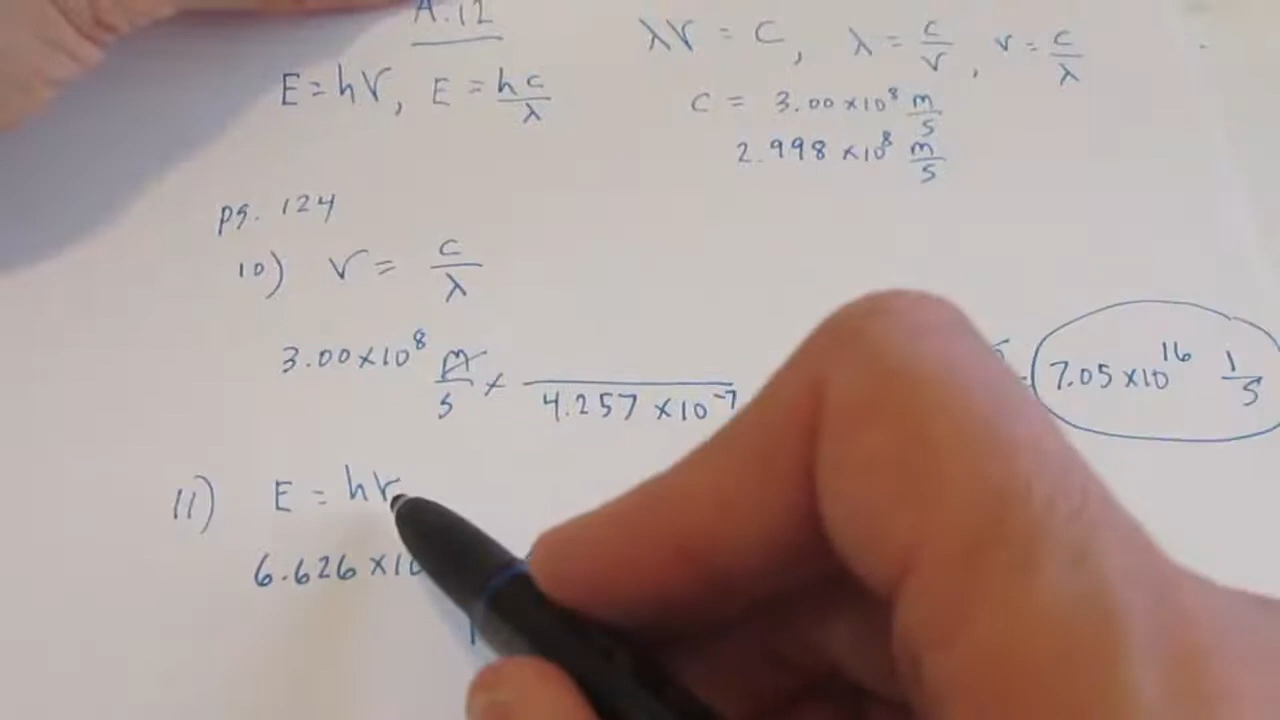 A.12
E = hν, E = hc/λ
λν = C, λ = c/ν, ν = c/λ
C = 3.00 ×10⁸ m/s
2.998 ×10⁸ m/s
pg. 124
10) ν = c/λ
3.00 ×10⁸ m/s × /4.257 ×10⁻⁷
7.05 ×10¹⁶ 1/s
11) E = hν
6.626 ×10